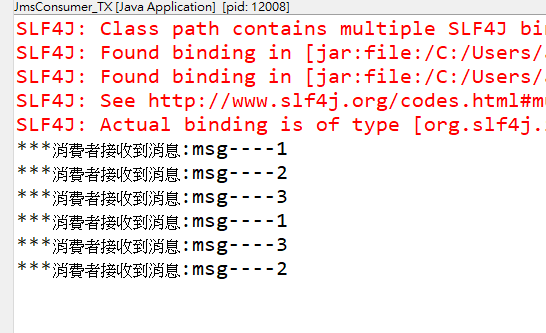 JmsConsumer_TX [Java Application]  [pid: 12008]
SLF4J: Class path contains multiple SLF4J bin
SLF4J: Found binding in [jar:file:/C:/Users/
SLF4J: Found binding in [jar:file:/C:/Users/
SLF4J: See http://www.slf4j.org/codes.html#mu
SLF4J: Actual binding is of type [org.slf4j.
***消費者接收到消息:msg----1
***消費者接收到消息:msg----2
***消費者接收到消息:msg----3
***消費者接收到消息:msg----1
***消費者接收到消息:msg----3
***消費者接收到消息:msg----2